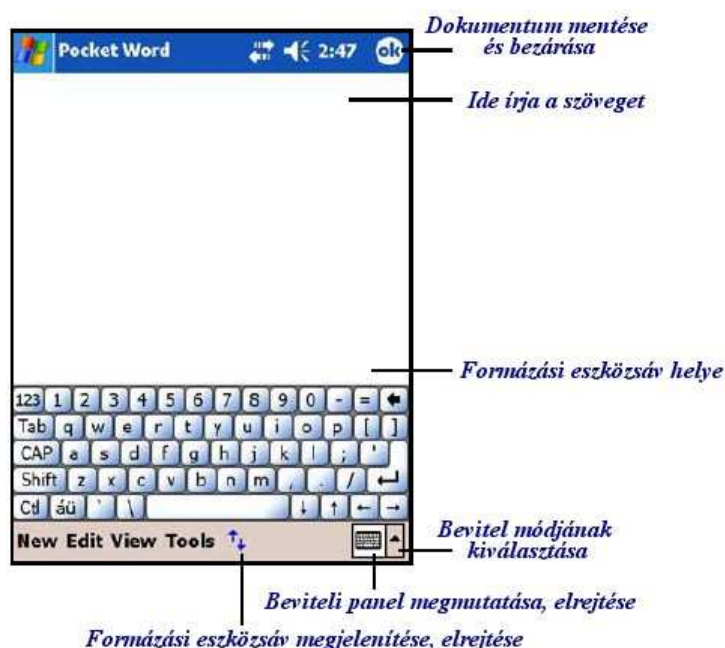 Dokumentum mentése
és bezárása
Pocket Word 2:47 ok
Ide írja a szöveget
Formázási eszközsáv helye
123 1 2 3 4 5 6 7 8 9 0 - =
Tab q w e r t y u i o p [ ]
CAP a s d f g h j k l ; '
Shift z x c v b n m , . /
Ctl áü ` \
New Edit View Tools
Bevitel módjának
kiválasztása
Beviteli panel megmutatása, elrejtése
Formázási eszközsáv megjelenítése, elrejtése